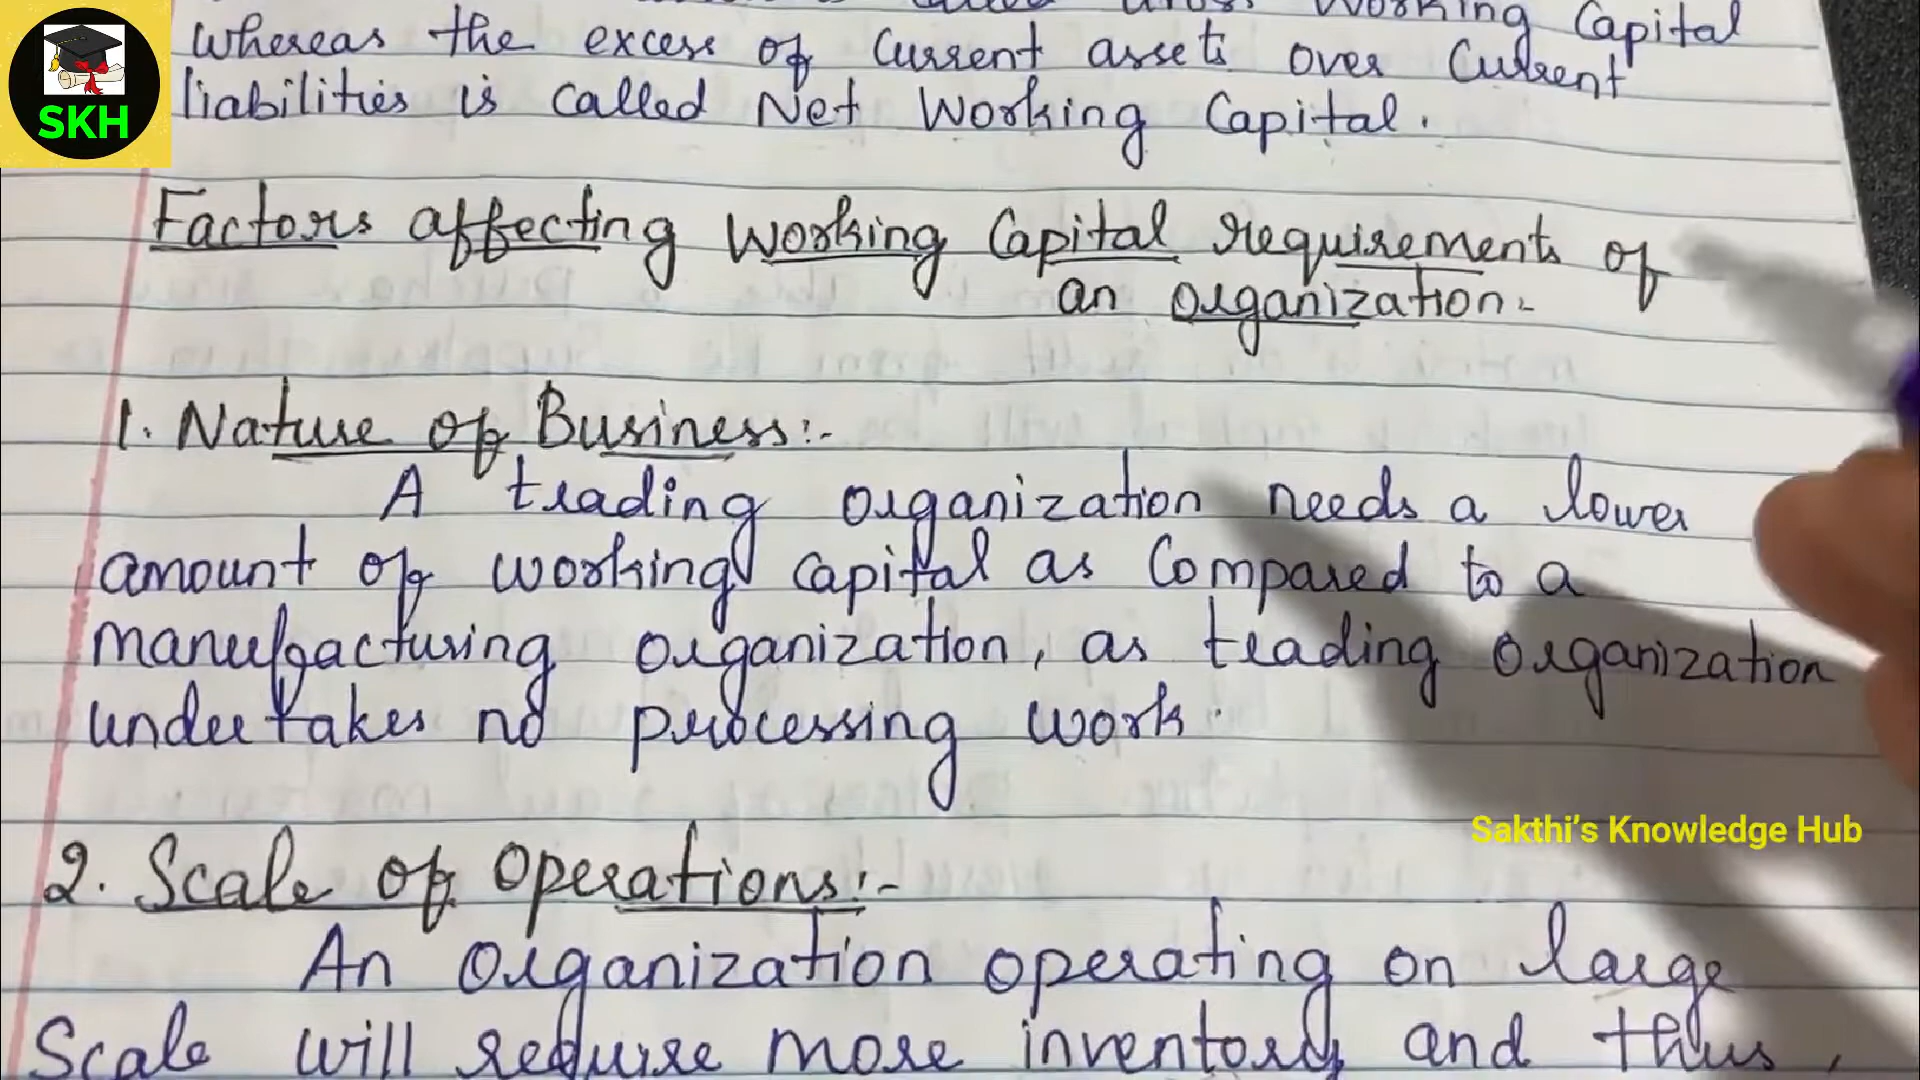 Working Capital
SKH
whereas the excess of Current assets over Current
liabilities is called Net Working Capital.
Factors affecting Working Capital requirements of
an organization:-
1. Nature of Business:-
A trading organization needs a lower
amount of working capital as Compared to a
manufacturing organization, as trading organization
undertakes no processing work.
Sakthi's Knowledge Hub
2. Scale of Operations:-
An Organization operating on large
Scale will require more inventory and thus,